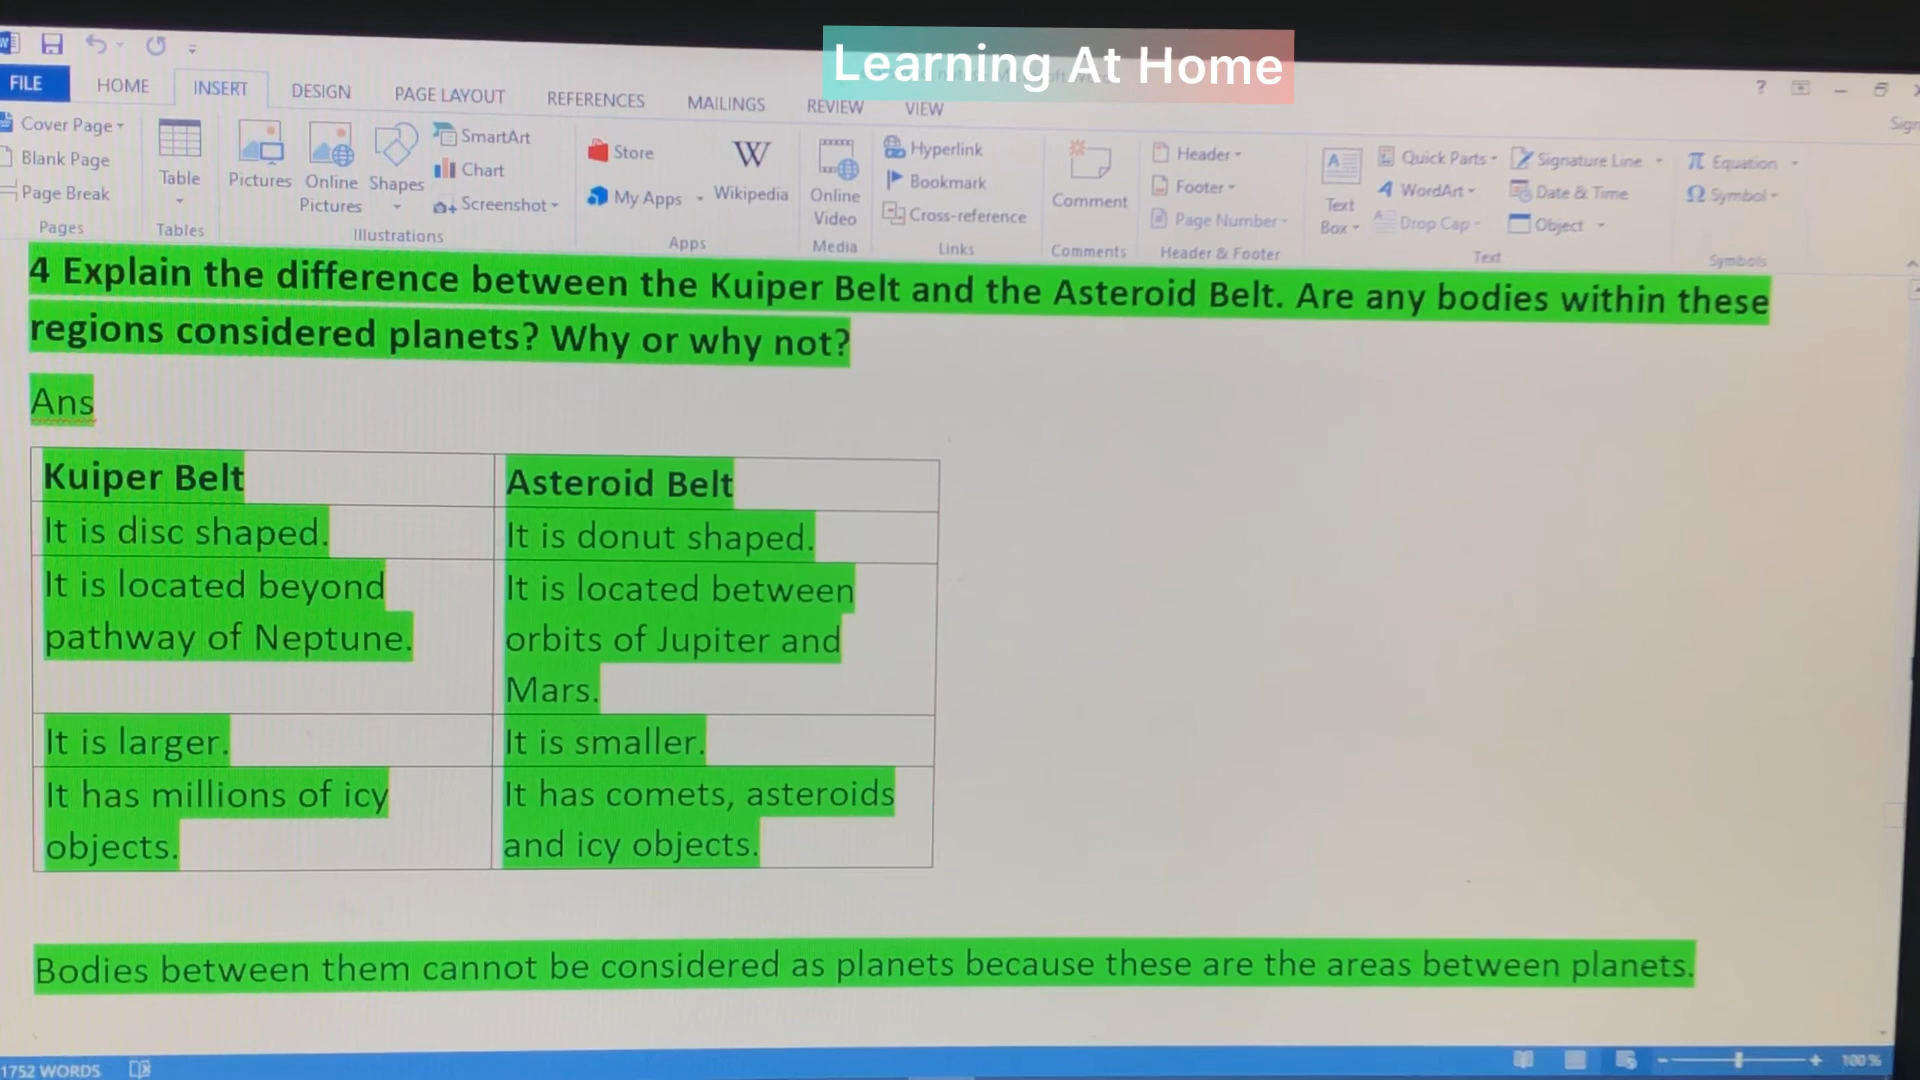 Learning At Home
FILE
HOME
INSERT
DESIGN
PAGE LAYOUT
REFERENCES
MAILINGS
REVIEW
VIEW
Sign
Cover Page
Blank Page
Page Break
Pages
Table
Tables
Pictures
Online Pictures
Shapes
SmartArt
Chart
Screenshot
Illustrations
Store
My Apps
Wikipedia
Apps
Online Video
Media
Hyperlink
Bookmark
Cross-reference
Links
Comment
Comments
Header
Footer
Page Number
Header & Footer
Text Box
Quick Parts
WordArt
Drop Cap
Signature Line
Date & Time
Object
Text
Equation
Symbol
Symbols
4 Explain the difference between the Kuiper Belt and the Asteroid Belt. Are any bodies within these
regions considered planets? Why or why not?
Ans
Kuiper Belt
Asteroid Belt
It is disc shaped.
It is donut shaped.
It is located beyond
pathway of Neptune.
It is located between
orbits of Jupiter and
Mars.
It is larger.
It is smaller.
It has millions of icy
objects.
It has comets, asteroids
and icy objects.
Bodies between them cannot be considered as planets because these are the areas between planets.
1752 WORDS
100%